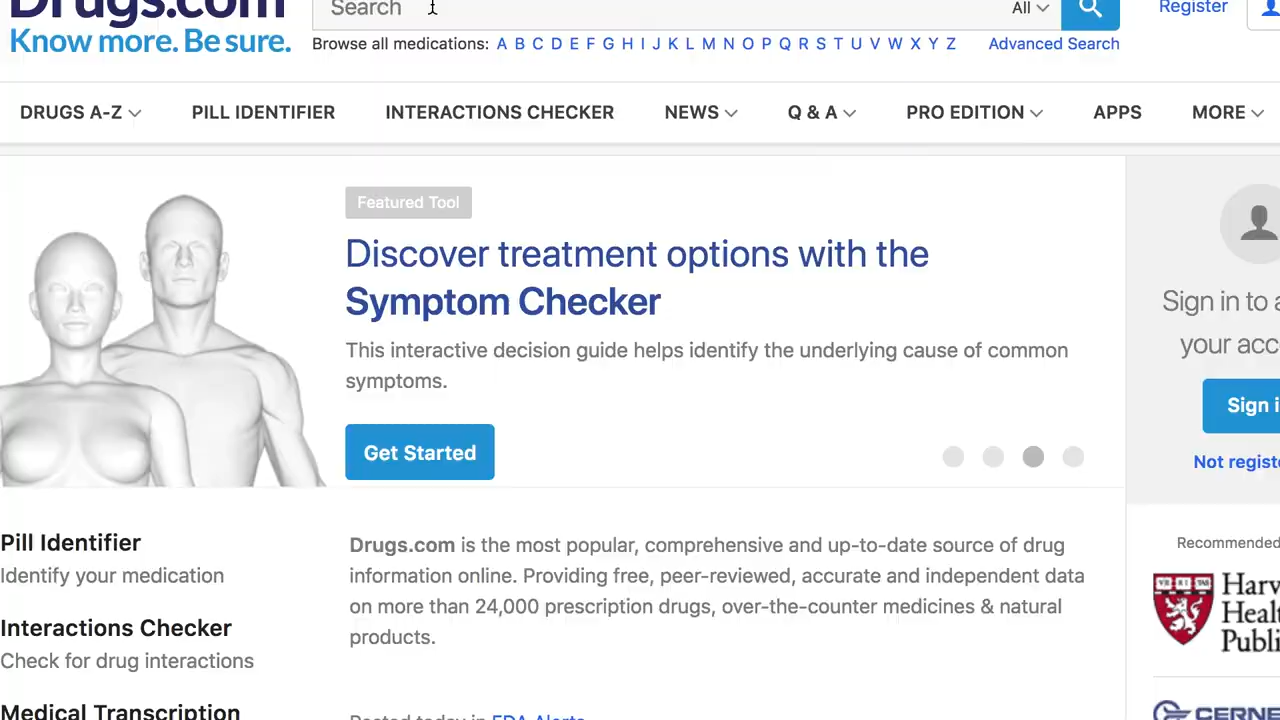 Drugs.com
Know more. Be sure.
Search
All
Register
Browse all medications: A B C D E F G H I J K L M N O P Q R S T U V W X Y Z
Advanced Search
DRUGS A-Z PILL IDENTIFIER INTERACTIONS CHECKER NEWS Q & A PRO EDITION APPS MORE
Featured Tool
Discover treatment options with the
Symptom Checker
This interactive decision guide helps identify the underlying cause of common
symptoms.
Get Started
Sign in to
your
Sign
Not
Pill Identifier
Identify your medication
Interactions Checker
Check for drug interactions
Medical Transcription
Drugs.com is the most popular, comprehensive and up-to-date source of drug
information online. Providing free, peer-reviewed, accurate and independent data
on more than 24,000 prescription drugs, over-the-counter medicines & natural
products.
Posted today in FDA Alerts
Recommended
VE RI TAS
Health
CERNE